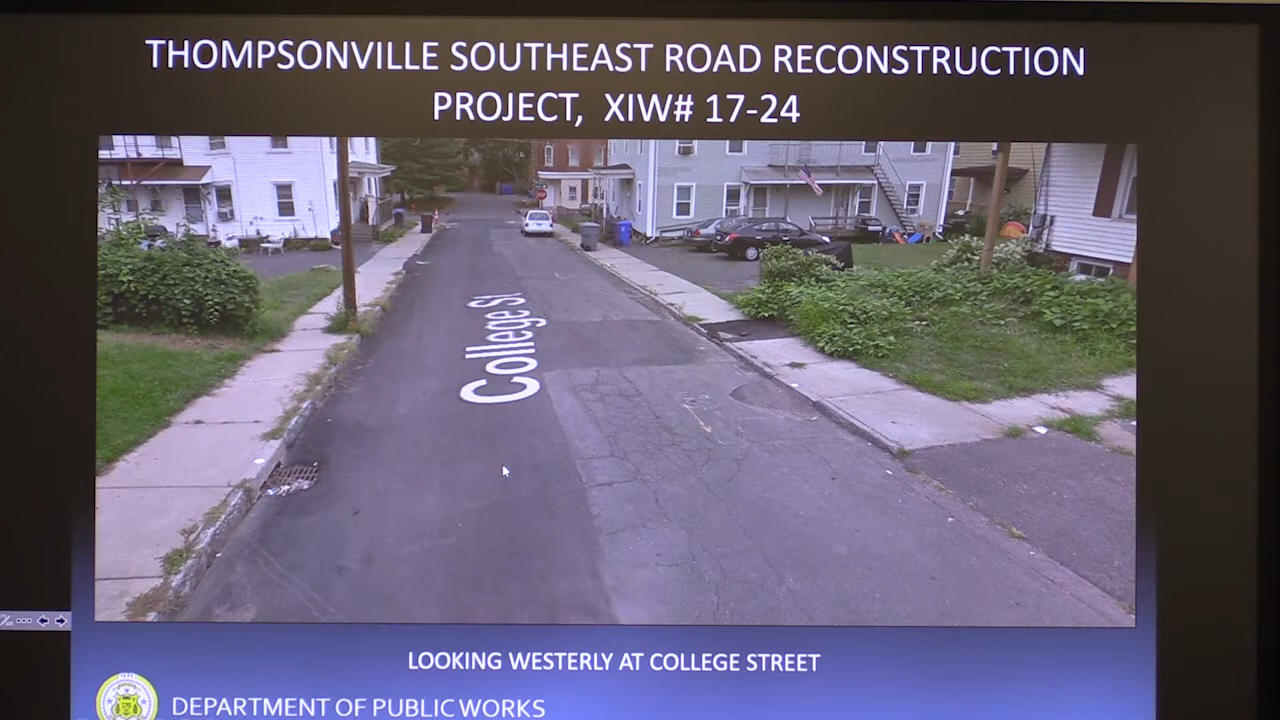 THOMPSONVILLE SOUTHEAST ROAD RECONSTRUCTION
PROJECT, XIW# 17-24
College St
LOOKING WESTERLY AT COLLEGE STREET
DEPARTMENT OF PUBLIC WORKS